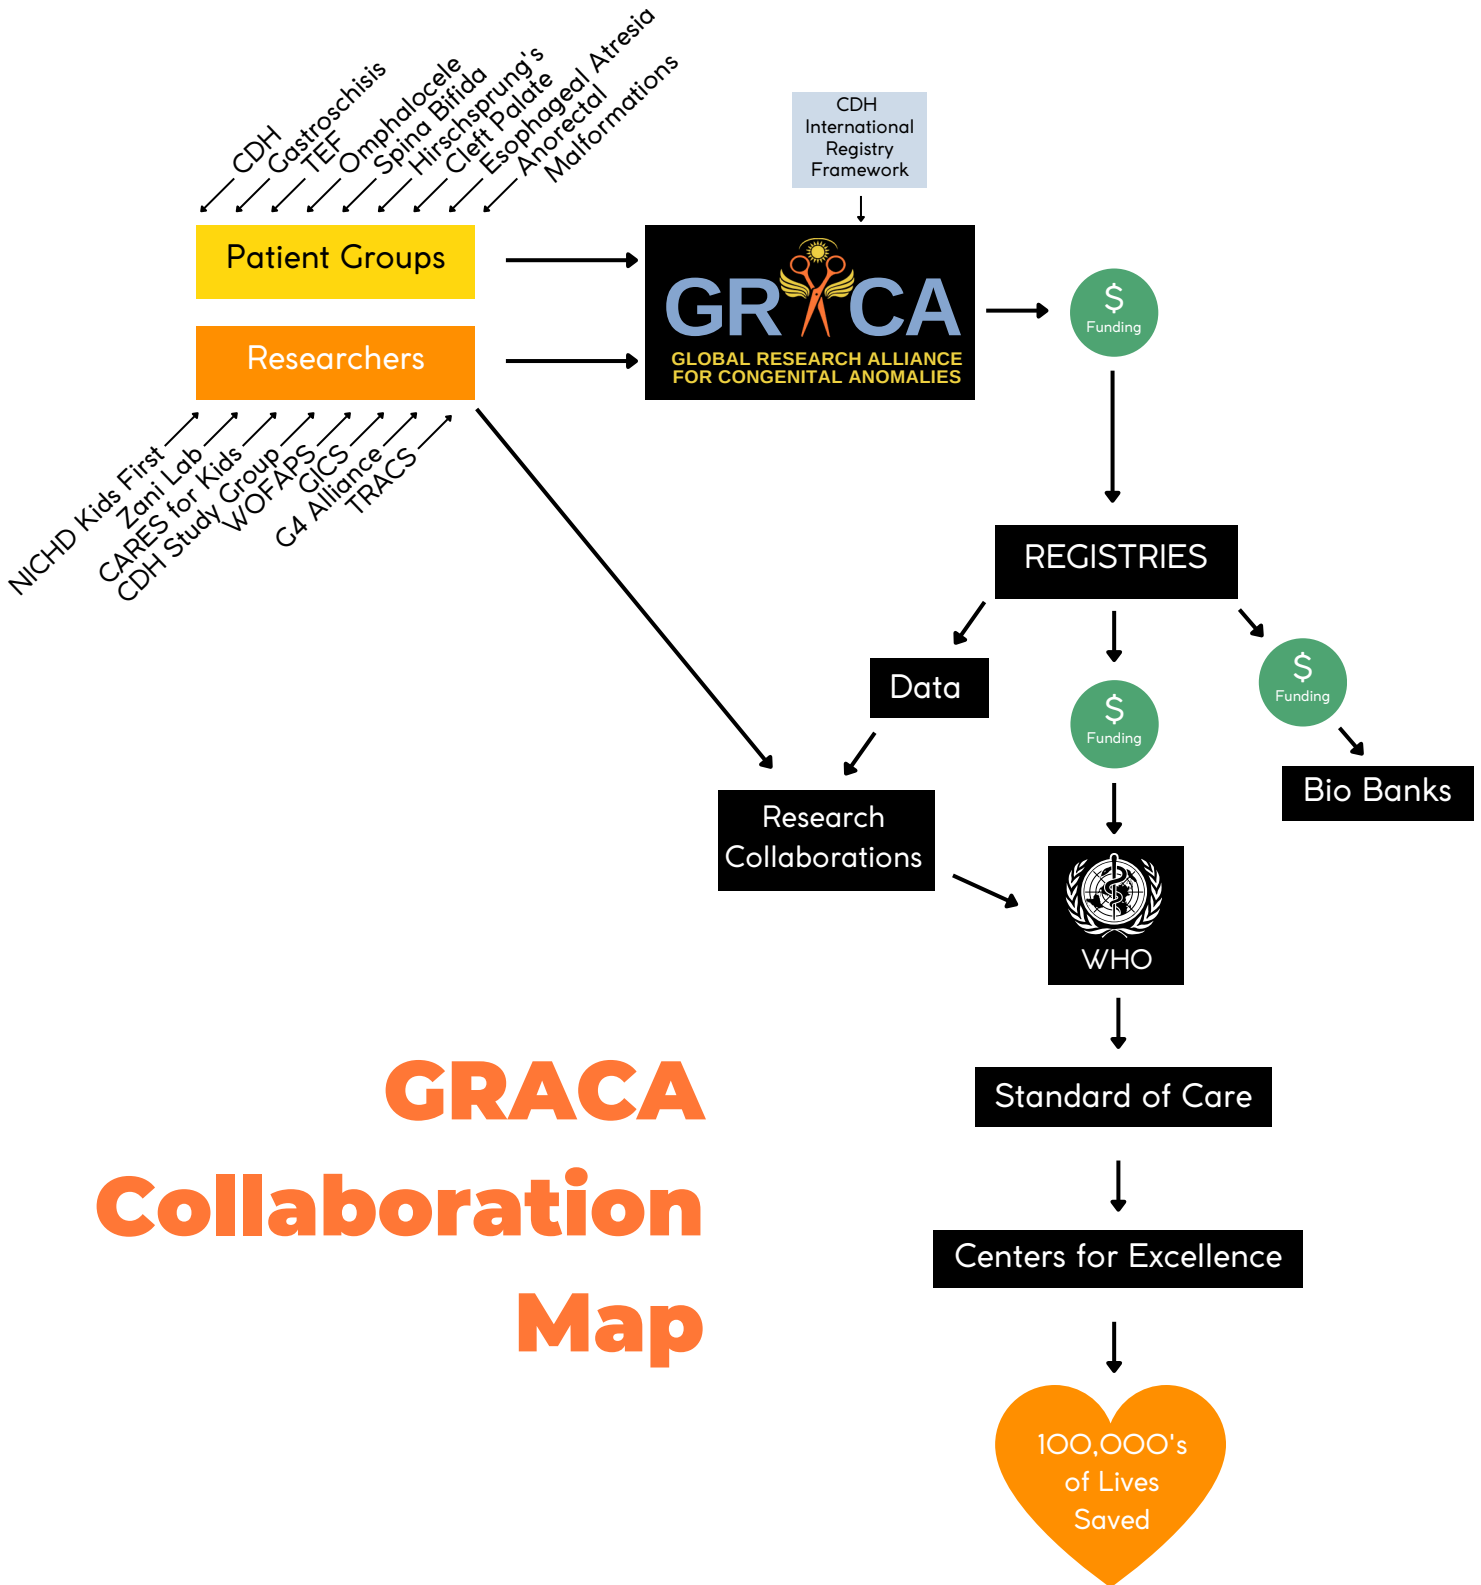 CDH
Gastroschisis
TEF
Omphalocele
Spina Bifida
Hirschsprung's
Cleft Palate
Esophageal Atresia
Anorectal
Malformations
CDH
International
Registry
Framework
Patient Groups
Researchers
GRACA
GLOBAL RESEARCH ALLIANCE
FOR CONGENITAL ANOMALIES
$
Funding
NICHD Kids First
Zani Lab
CARES for Kids
CDH Study Group
WOFAPS
GICS
G4 Alliance
TRACS
REGISTRIES
Data
$
Funding
$
Funding
Bio Banks
Research
Collaborations
WHO
Standard of Care
GRACA
Collaboration
Map
Centers for Excellence
100,000's
of Lives
Saved